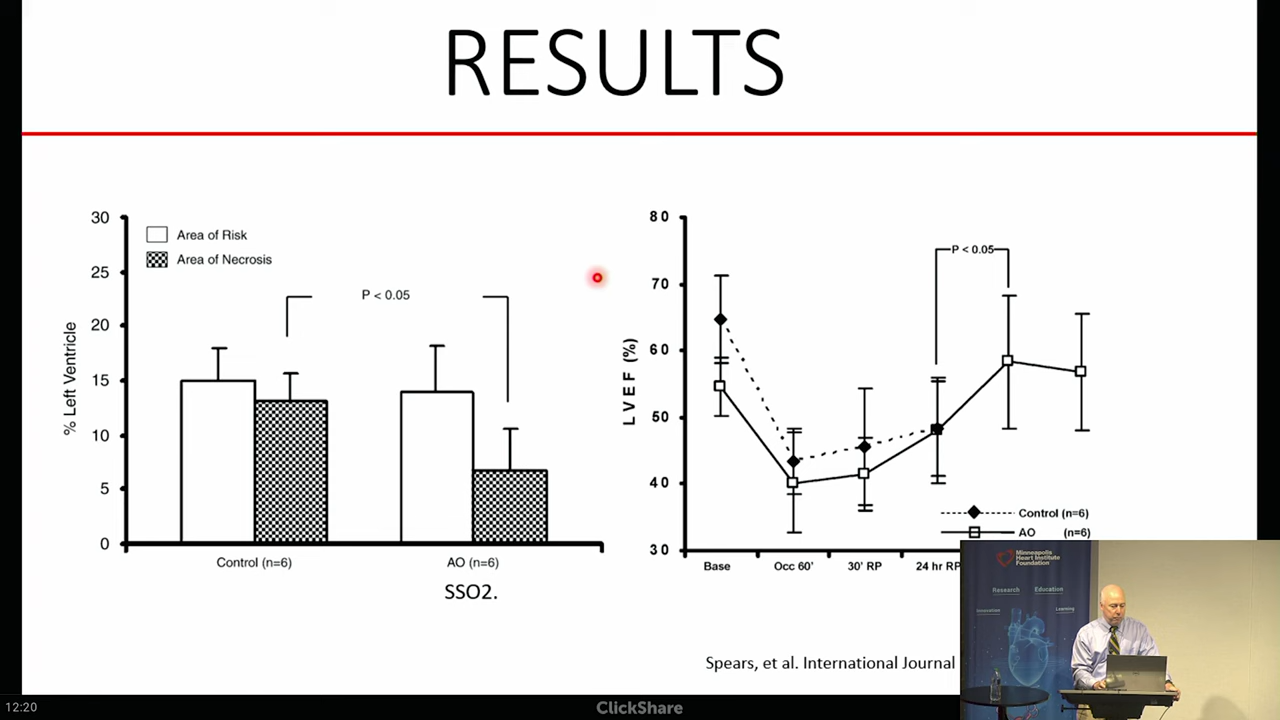 RESULTS
30
25
20
15
10
5
0
% Left Ventricle
Area of Risk
Area of Necrosis
P < 0.05
Control (n=6)
AO (n=6)
SSO2.
80
70
60
50
40
30
LVEF (%)
P < 0.05
Control (n=6)
AO (n=6)
Base
Occ 60'
30' RP
24 hr RP
Spears, et al. International Journal
Minneapolis
Heart Institute
Foundation
Research
Education
Innovation
Learning
12:20
ClickShare